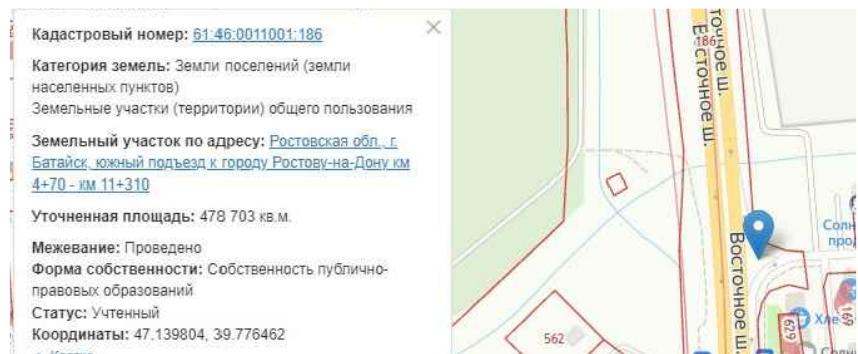 Кадастровый номер: 61:46:0011001:186
Категория земель: Земли поселений (земли
населенных пунктов)
Земельные участки (территории) общего пользования
Земельный участок по адресу: Ростовская обл., г.
Батайск, южный подъезд к городу Ростову-на-Дону км
4+70 - км 11+310
Уточненная площадь: 478 703 кв.м.
Межевание: Проведено
Форма собственности: Собственность публично-
правовых образований
Статус: Учтенный
Координаты: 47.139804, 39.776462
186
Восточное ш.
562
629
169